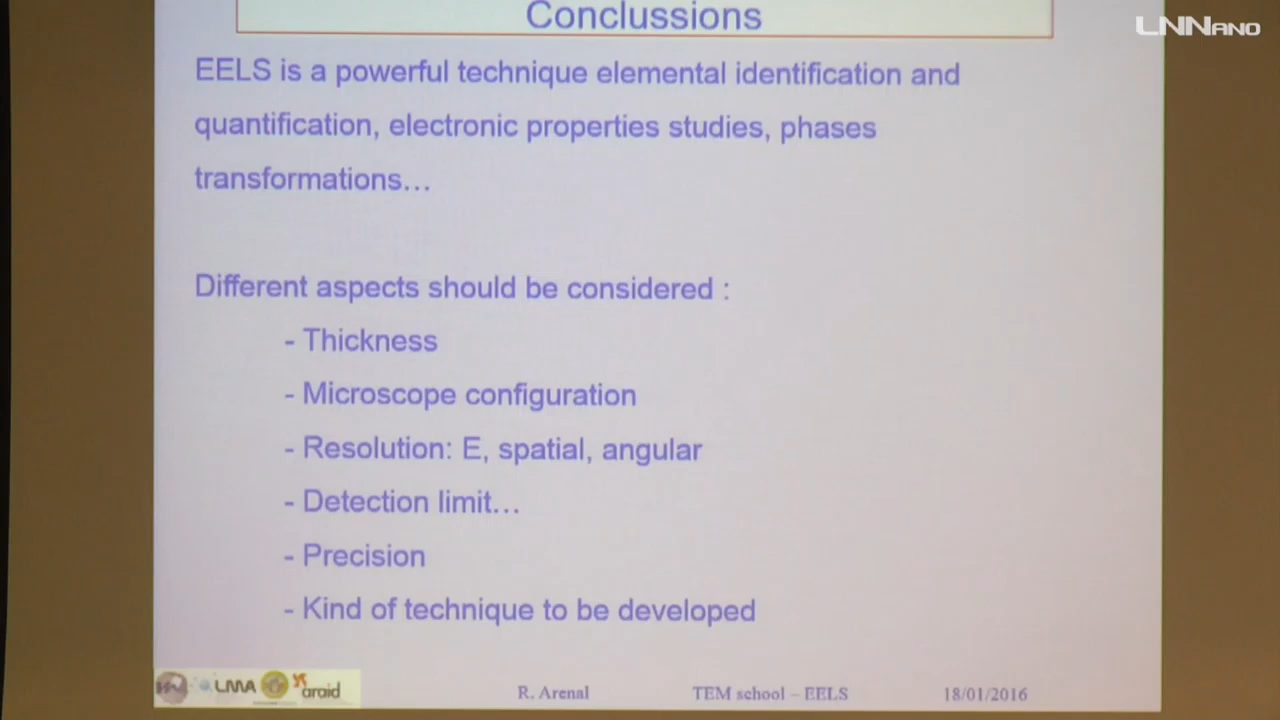 Conclussions
LNNano
EELS is a powerful technique elemental identification and
quantification, electronic properties studies, phases
transformations…
Different aspects should be considered :
- Thickness
- Microscope configuration
- Resolution: E, spatial, angular
- Detection limit…
- Precision
- Kind of technique to be developed
LMA
araid
R. Arenal
TEM school – EELS
18/01/2016